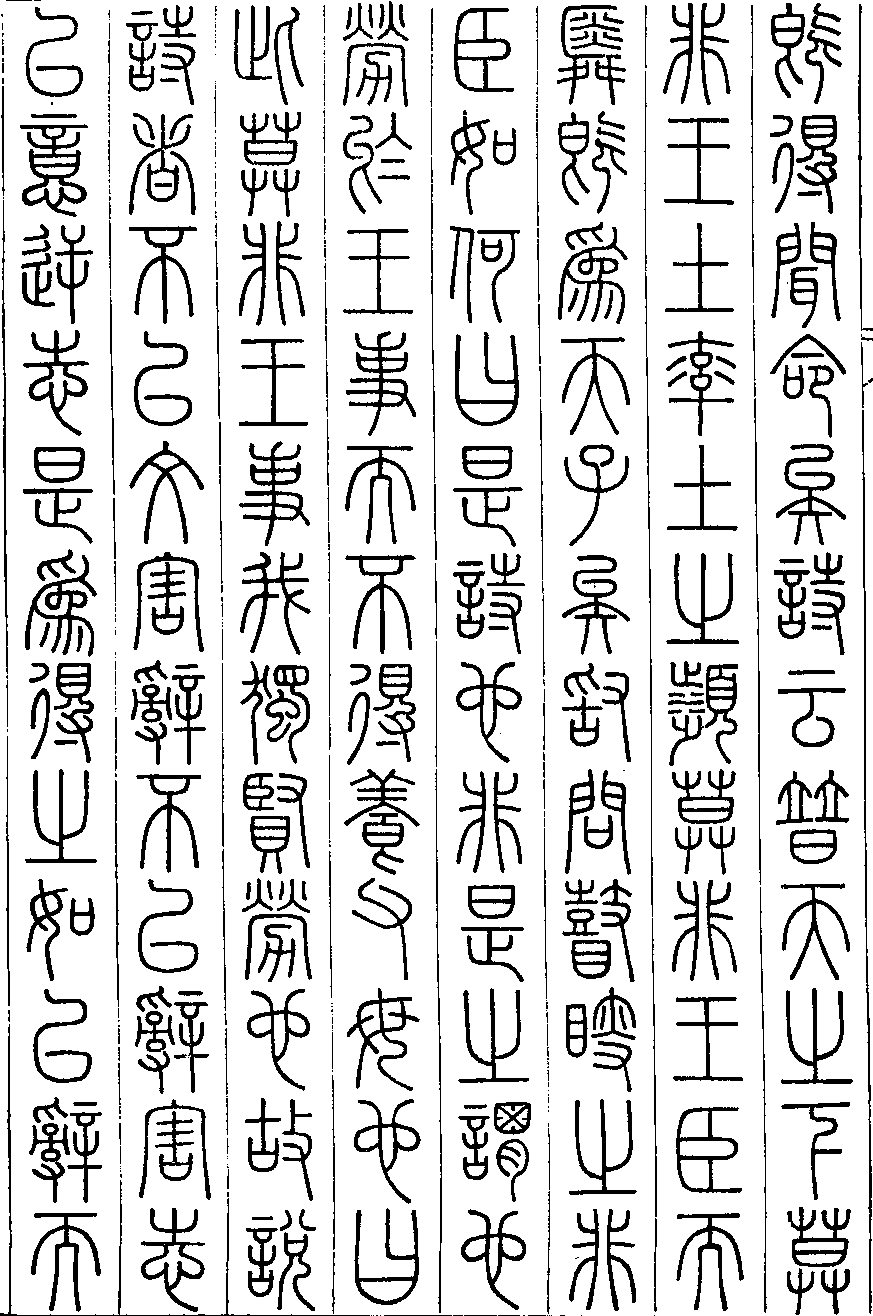 既得聞命矣詩云普天之下莫
非王土率土之瀕莫非王臣而
舜既為天子矣敢問瞽瞍之非
臣如何曰是詩也非是之謂也
勞於王事而不得養父母也曰
此莫非王事我獨賢勞也故說
詩者不以文害辭不以辭害志
以意逆志是為得之如以辭而